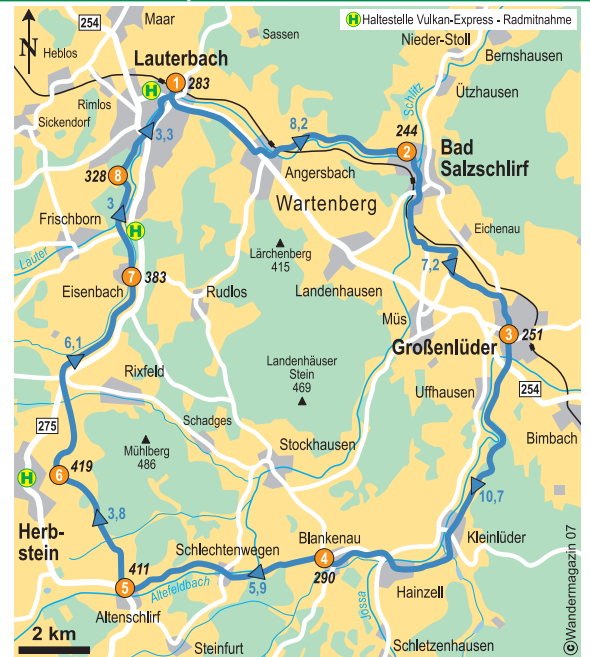 H Haltestelle Vulkan-Express - Radmitnahme
254
Maar
Sassen
Nieder-Stoll
Bernshausen
N
Heblos
Lauterbach
Schlitz
Ützhausen
1 283
H
Rimlos
Sickendorf
3,3
8,2
244
2
Bad
Salzschlirf
328
8
Angersbach
Wartenberg
3
Frischborn
H
Eichenau
Lauter
Lärchenberg
415
7,2
7
383
Eisenbach
Rudlos
Landenhausen
Müs
3 251
Großenlüder
6,1
Rixfeld
Landenhäuser
Stein
469
Uffhausen
254
275
Schadges
Bimbach
Mühlberg
486
Stockhausen
6 419
H
10,7
3,8
Herb-
stein
Kleinlüder
Blankenau
Schlechtenwegen
4
290
411
5
Altefeldbach
5,9
Hainzell
Jossa
Altenschlirf
2 km
Steinfurt
Schletzenhausen
©Wandermagazin 07